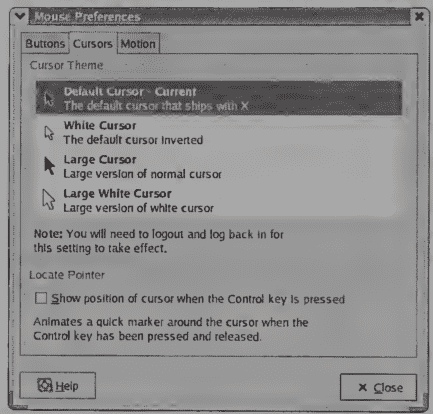 Mouse Preferences
Buttons Cursors Motion
Cursor Theme
Default Cursor - Current
The default cursor that ships with X
White Cursor
The default cursor inverted
Large Cursor
Large version of normal cursor
Large White Cursor
Large version of white cursor
Note: You will need to logout and log back in for
this setting to take effect.
Locate Pointer
Show position of cursor when the Control key is pressed
Animates a quick marker around the cursor when the
Control key has been pressed and released.
Help
Close